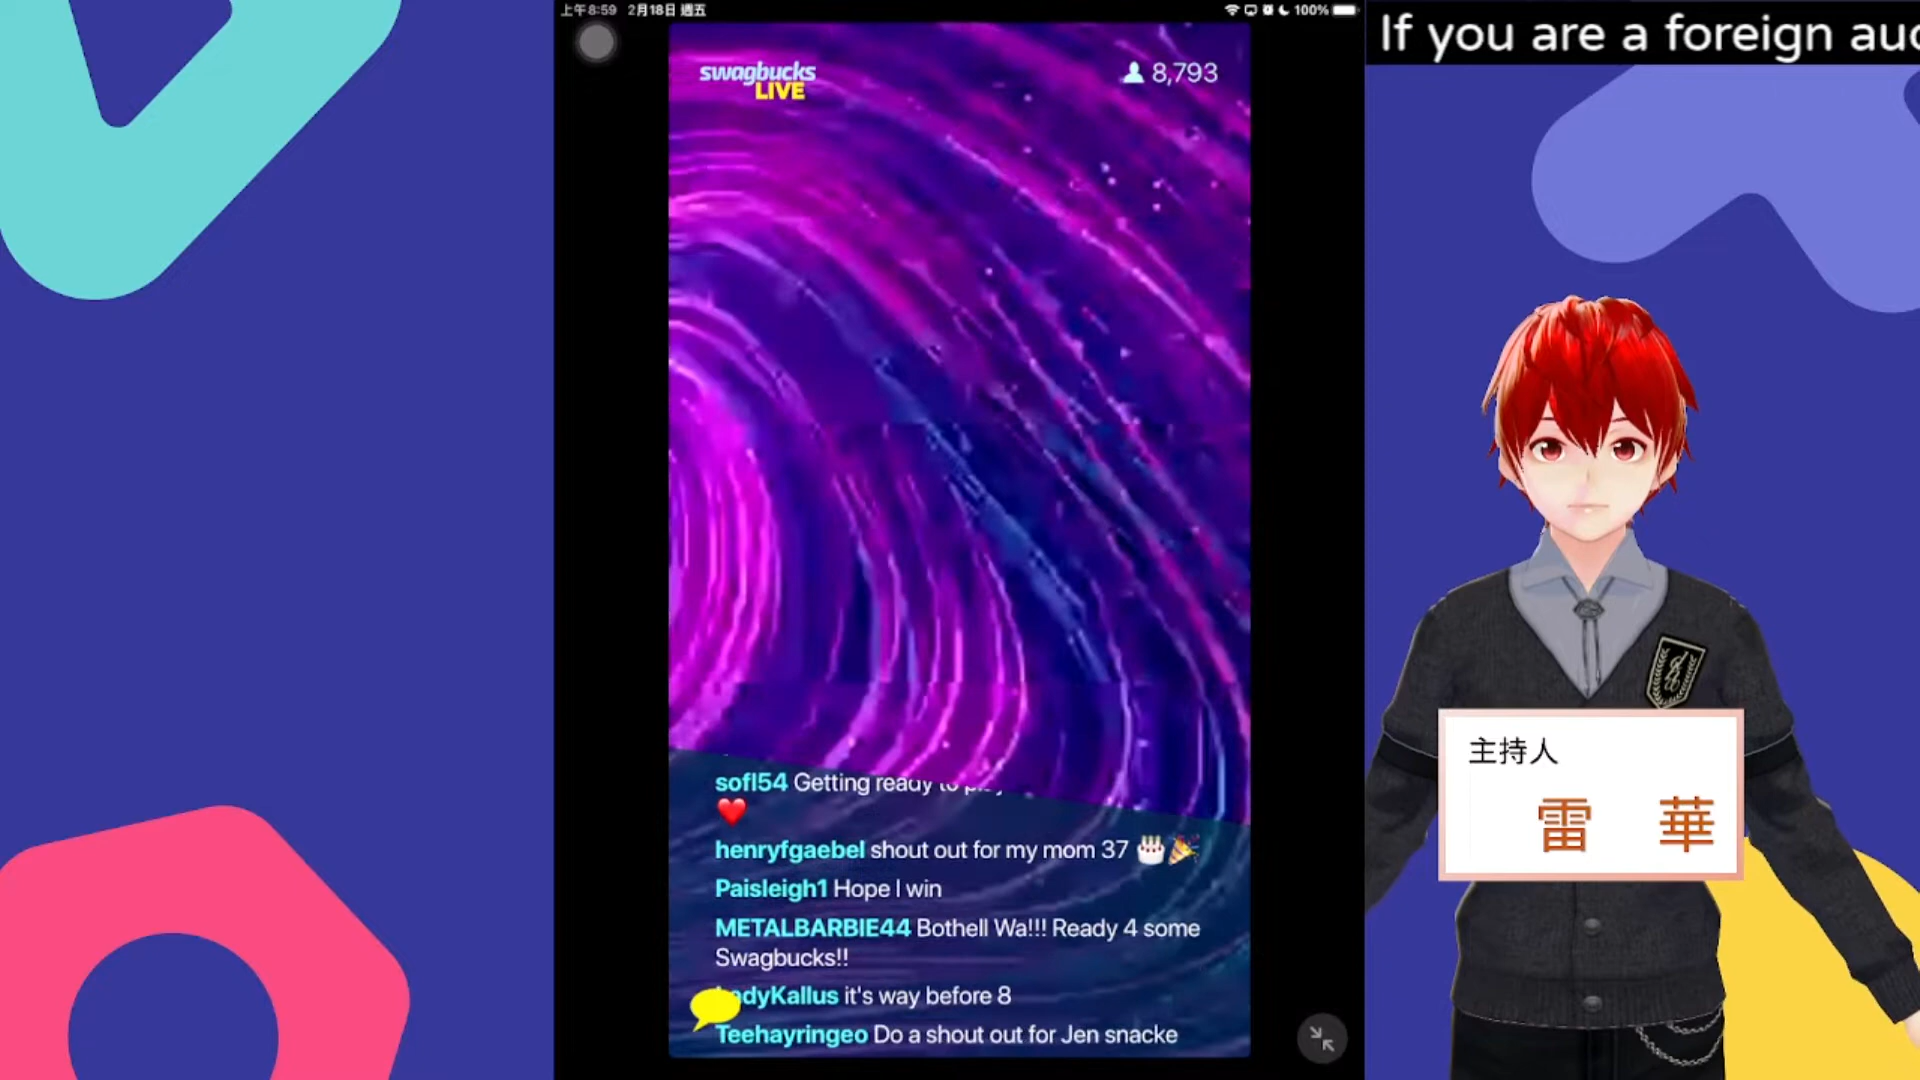 上午8:59 2月18日 週五
100%
If you are a foreign
swagbucks
LIVE
8,793
sofl54 Getting ready to
❤️
henryfgaebel shout out for my mom 37 🎂🎉
Paisleigh1 Hope I win
METALBARBIE44 Bothell Wa!!! Ready 4 some
Swagbucks!!
it's way before 8
Teehayringeo Do a shout out for Jen snacke
主持人
雷 華